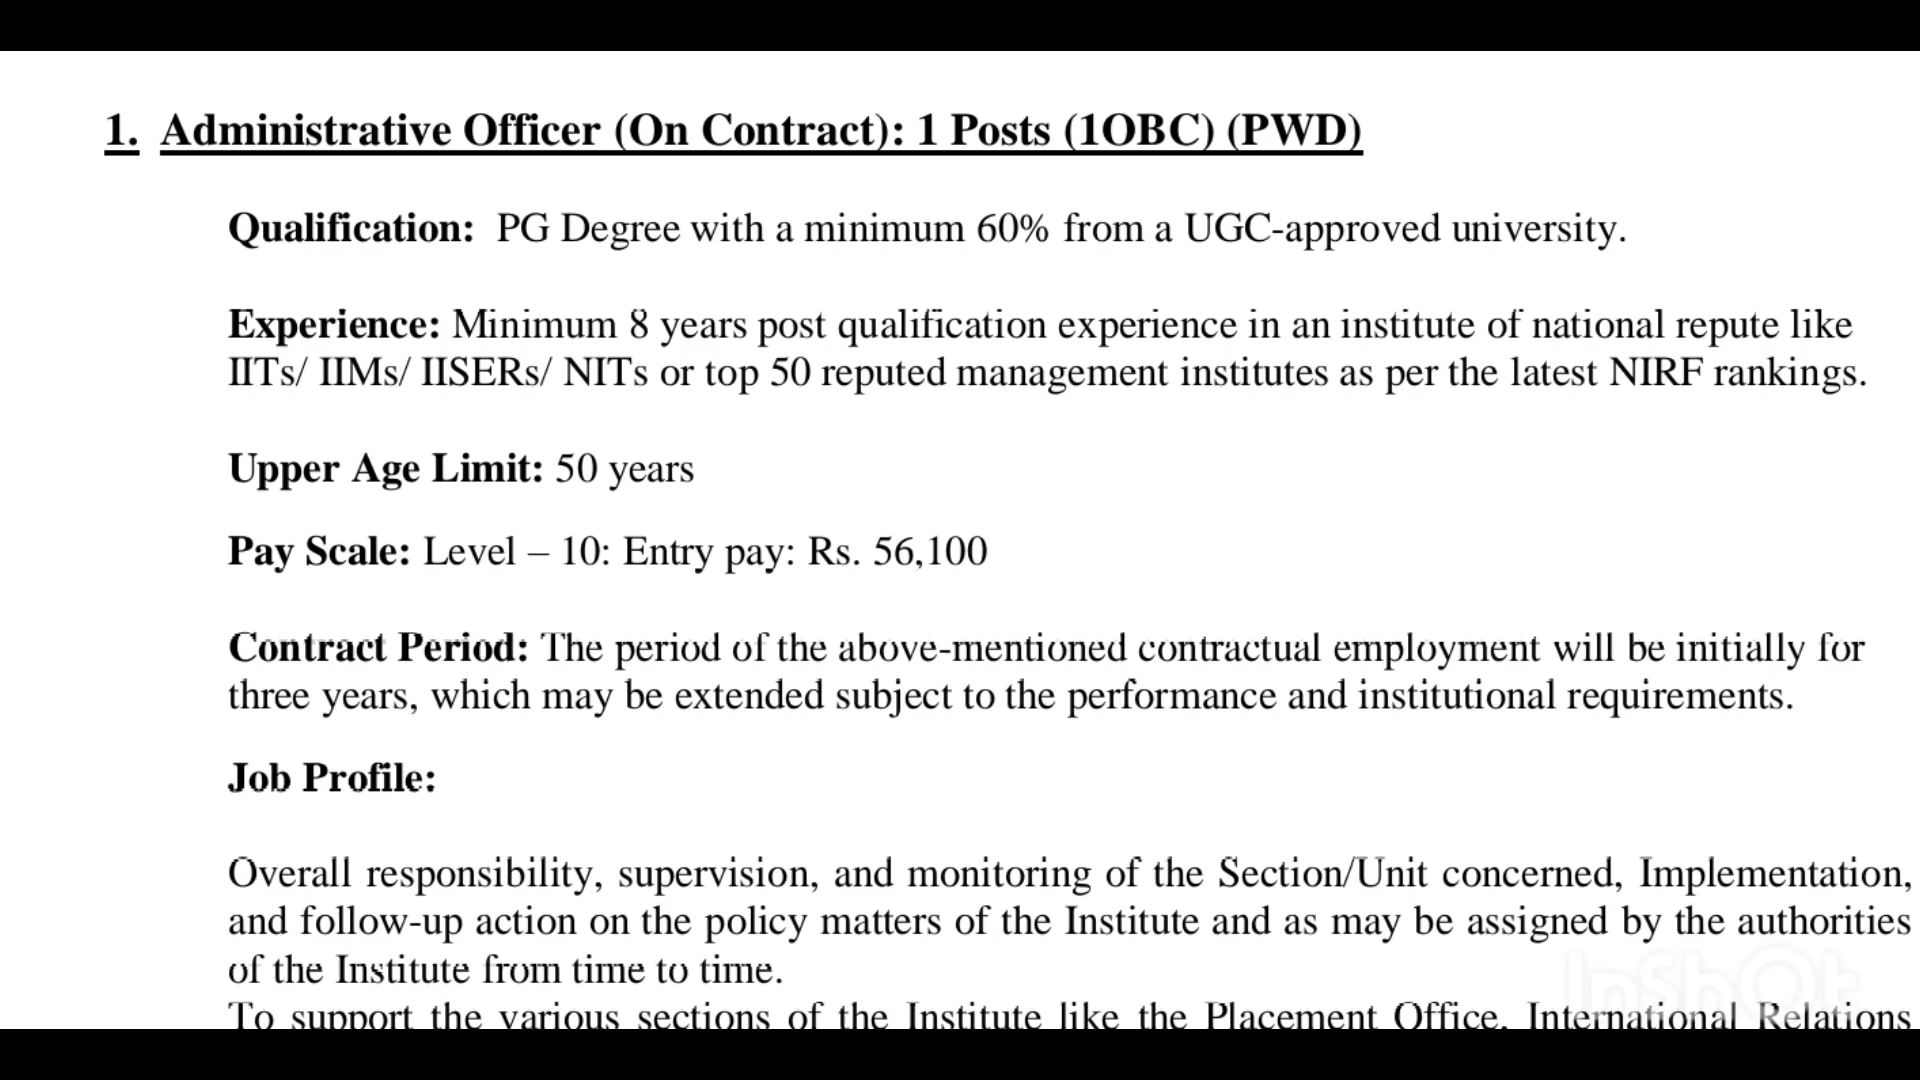 1. Administrative Officer (On Contract): 1 Posts (1OBC) (PWD)
Qualification: PG Degree with a minimum 60% from a UGC-approved university.
Experience: Minimum 8 years post qualification experience in an institute of national repute like
IITs/ IIMs/ IISERs/ NITs or top 50 reputed management institutes as per the latest NIRF rankings.
Upper Age Limit: 50 years
Pay Scale: Level – 10: Entry pay: Rs. 56,100
Contract Period: The period of the above-mentioned contractual employment will be initially for
three years, which may be extended subject to the performance and institutional requirements.
Job Profile:
Overall responsibility, supervision, and monitoring of the Section/Unit concerned, Implementation,
and follow-up action on the policy matters of the Institute and as may be assigned by the authorities
of the Institute from time to time.
To support the various sections of the Institute like the Placement Office, International Relations
InShOt